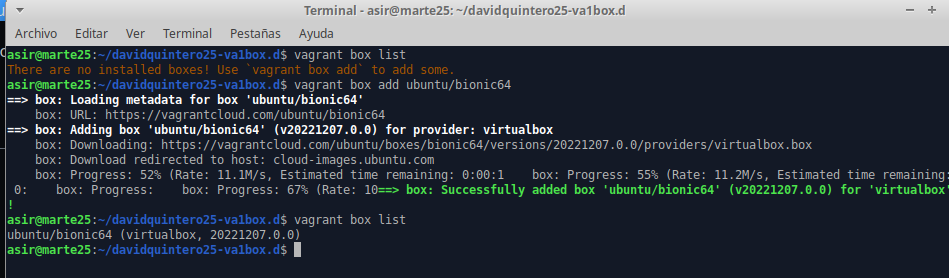 Terminal - asir@marte25: ~/davidquintero25-va1box.d
Archivo Editar Ver Terminal Pestañas Ayuda
asir@marte25:~/davidquintero25-va1box.d$ vagrant box list
There are no installed boxes! Use `vagrant box add` to add some.
asir@marte25:~/davidquintero25-va1box.d$ vagrant box add ubuntu/bionic64
==> box: Loading metadata for box 'ubuntu/bionic64'
    box: URL: https://vagrantcloud.com/ubuntu/bionic64
==> box: Adding box 'ubuntu/bionic64' (v20221207.0.0) for provider: virtualbox
    box: Downloading: https://vagrantcloud.com/ubuntu/boxes/bionic64/versions/20221207.0.0/providers/virtualbox.box
    box: Download redirected to host: cloud-images.ubuntu.com
    box: Progress: 52% (Rate: 11.1M/s, Estimated time remaining: 0:00:1    box: Progress: 55% (Rate: 11.2M/s, Estimated time remaining:
 0:    box: Progress:    box: Progress: 67% (Rate: 10==> box: Successfully added box 'ubuntu/bionic64' (v20221207.0.0) for 'virtualbox'
!
asir@marte25:~/davidquintero25-va1box.d$ vagrant box list
ubuntu/bionic64 (virtualbox, 20221207.0.0)
asir@marte25:~/davidquintero25-va1box.d$